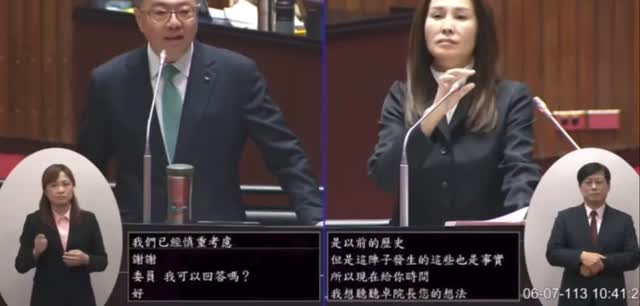 我們已經慎重考慮
謝謝
委員 我可以回答嗎？
好
是以前的歷史
但是這陣子發生的這些也是事實
所以現在給你時間
我想聽聽卓院長您的想法
06-07-113 10:41:2